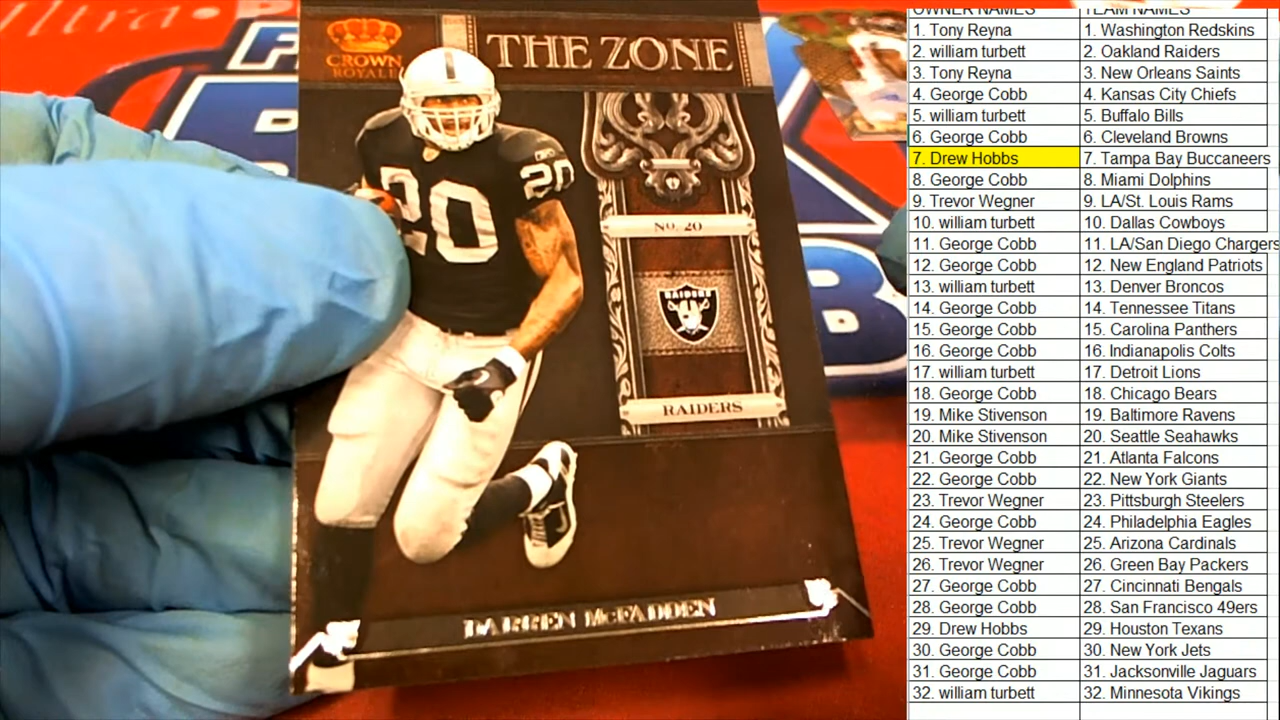 CROWN
ROYALE
THE ZONE
20
20
No. 20
RAIDERS
RAIDERS
DARREN McFADDEN
OWNER NAMES TEAM NAMES
1. Tony Reyna 1. Washington Redskins
2. william turbett 2. Oakland Raiders
3. Tony Reyna 3. New Orleans Saints
4. George Cobb 4. Kansas City Chiefs
5. william turbett 5. Buffalo Bills
6. George Cobb 6. Cleveland Browns
7. Drew Hobbs 7. Tampa Bay Buccaneers
8. George Cobb 8. Miami Dolphins
9. Trevor Wegner 9. LA/St. Louis Rams
10. william turbett 10. Dallas Cowboys
11. George Cobb 11. LA/San Diego Chargers
12. George Cobb 12. New England Patriots
13. william turbett 13. Denver Broncos
14. George Cobb 14. Tennessee Titans
15. George Cobb 15. Carolina Panthers
16. George Cobb 16. Indianapolis Colts
17. william turbett 17. Detroit Lions
18. George Cobb 18. Chicago Bears
19. Mike Stivenson 19. Baltimore Ravens
20. Mike Stivenson 20. Seattle Seahawks
21. George Cobb 21. Atlanta Falcons
22. George Cobb 22. New York Giants
23. Trevor Wegner 23. Pittsburgh Steelers
24. George Cobb 24. Philadelphia Eagles
25. Trevor Wegner 25. Arizona Cardinals
26. Trevor Wegner 26. Green Bay Packers
27. George Cobb 27. Cincinnati Bengals
28. George Cobb 28. San Francisco 49ers
29. Drew Hobbs 29. Houston Texans
30. George Cobb 30. New York Jets
31. George Cobb 31. Jacksonville Jaguars
32. william turbett 32. Minnesota Vikings